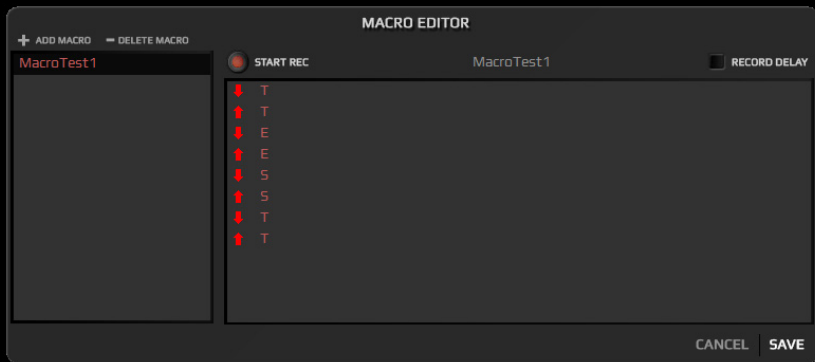 MACRO EDITOR
ADD MACRO DELETE MACRO
MacroTest1
START REC MacroTest1 RECORD DELAY
T
T
E
E
S
S
T
T
CANCEL SAVE